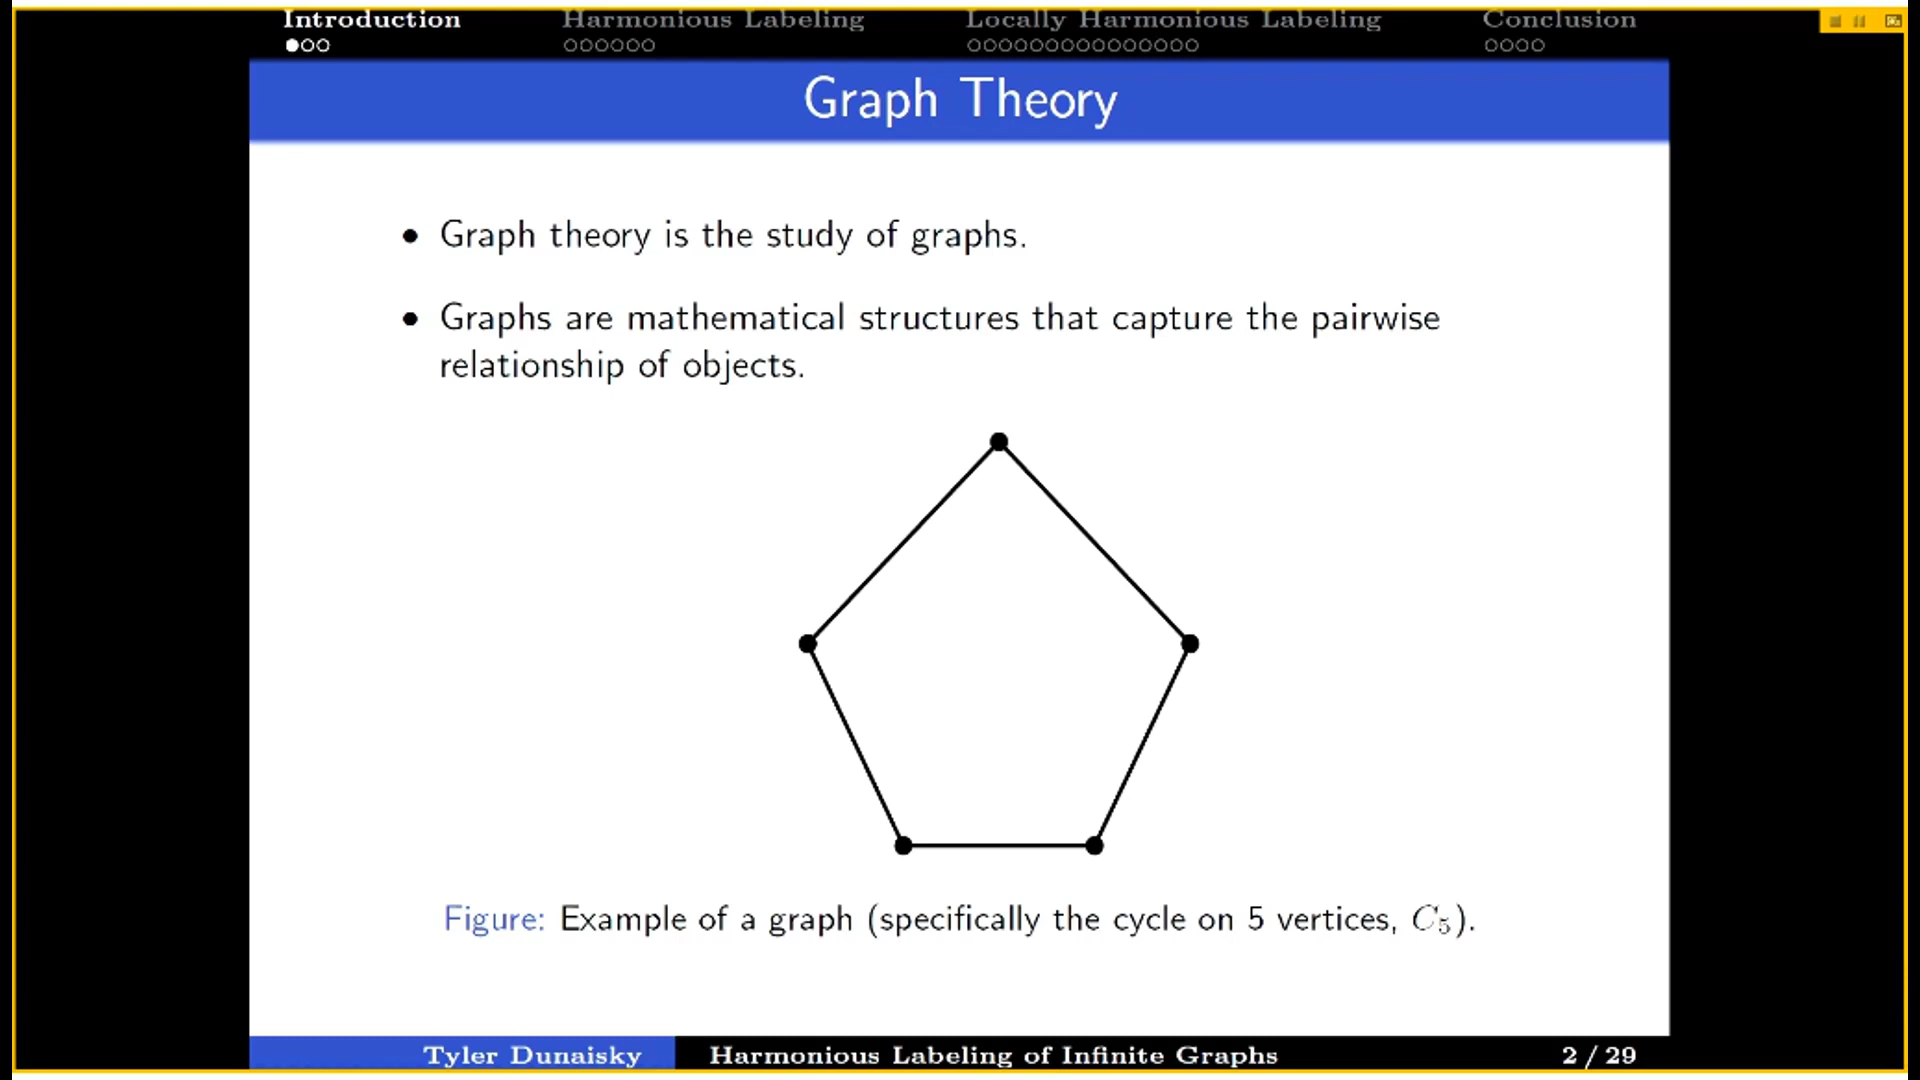 Introduction Harmonious Labeling Locally Harmonious Labeling Conclusion
Graph Theory
• Graph theory is the study of graphs.
• Graphs are mathematical structures that capture the pairwise
relationship of objects.
Figure: Example of a graph (specifically the cycle on 5 vertices, C₅).
Tyler Dunaisky Harmonious Labeling of Infinite Graphs 2 / 29